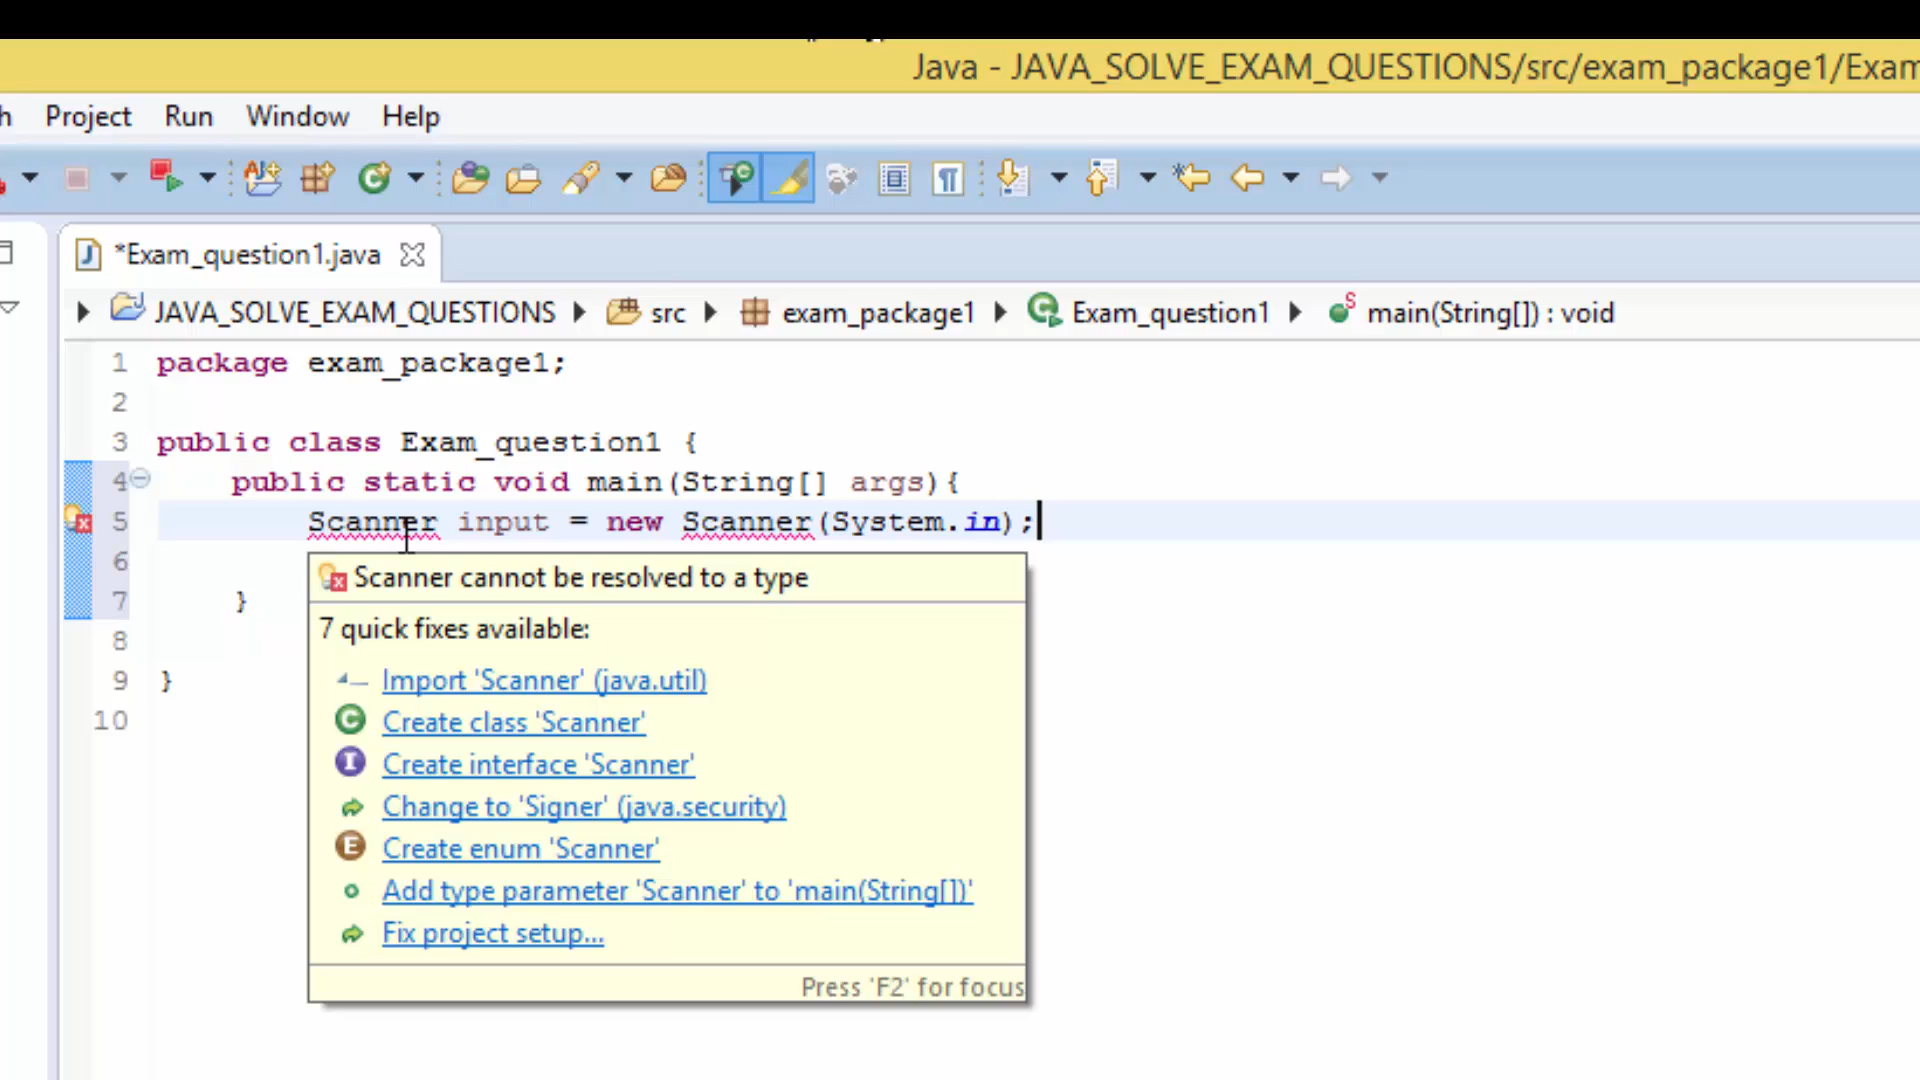 Java - JAVA_SOLVE_EXAM_QUESTIONS/src/exam_package1/Exam
h Project Run Window Help
*Exam_question1.java
JAVA_SOLVE_EXAM_QUESTIONS src exam_package1 Exam_question1 main(String[]) : void
1 package exam_package1;
2
3 public class Exam_question1 {
4 public static void main(String[] args){
5 Scanner input = new Scanner(System.in);
6
7 }
8
9 }
10
Scanner cannot be resolved to a type
7 quick fixes available:
Import 'Scanner' (java.util)
Create class 'Scanner'
Create interface 'Scanner'
Change to 'Signer' (java.security)
Create enum 'Scanner'
Add type parameter 'Scanner' to 'main(String[])'
Fix project setup...
Press 'F2' for focus